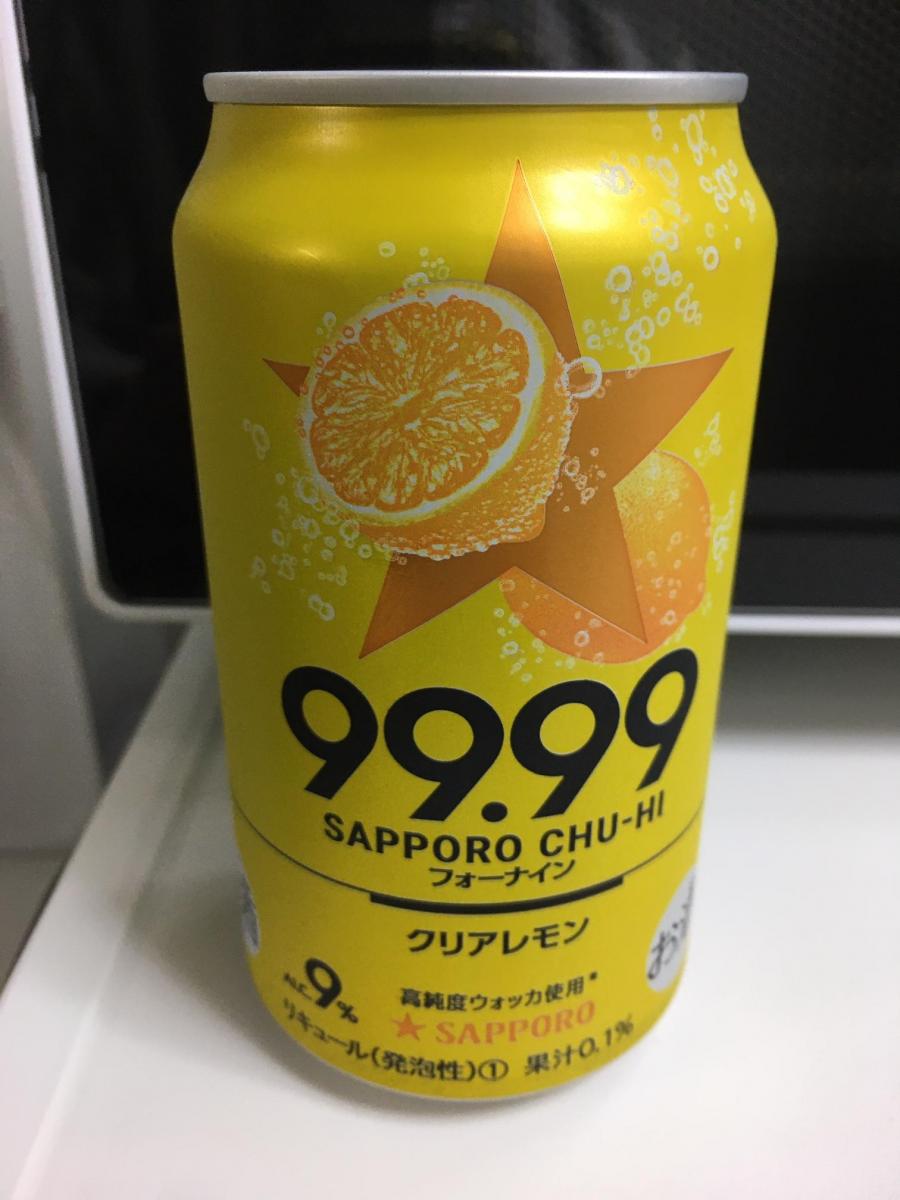 99.99
SAPPORO CHU-HI
フォーナイン
クリアレモン
ALC.9%
高純度ウォッカ使用*
★SAPPORO
リキュール(発泡性)① 果汁0.1%
お